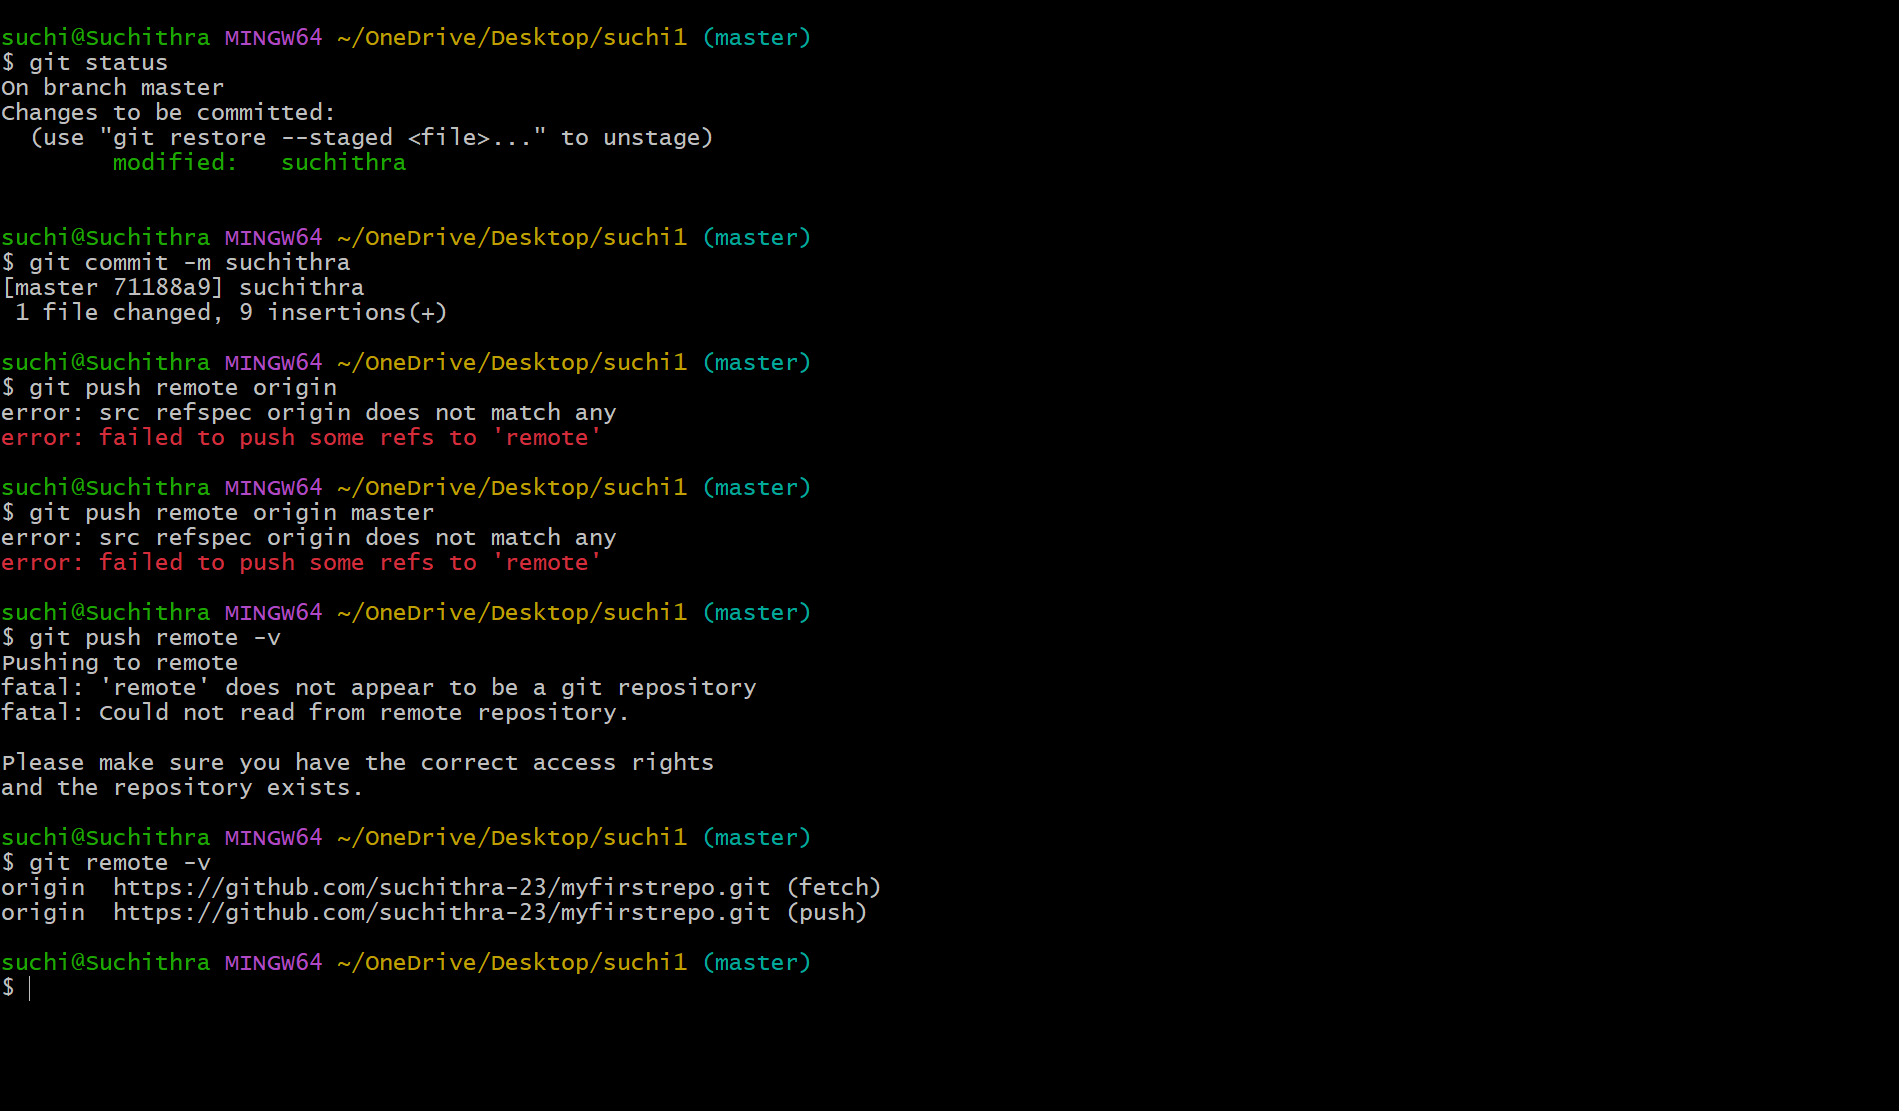 suchi@Suchithra MINGW64 ~/OneDrive/Desktop/suchi1 (master)
$ git status
On branch master
Changes to be committed:
  (use "git restore --staged <file>..." to unstage)
        modified:   suchithra

suchi@Suchithra MINGW64 ~/OneDrive/Desktop/suchi1 (master)
$ git commit -m suchithra
[master 71188a9] suchithra
 1 file changed, 9 insertions(+)

suchi@Suchithra MINGW64 ~/OneDrive/Desktop/suchi1 (master)
$ git push remote origin
error: src refspec origin does not match any
error: failed to push some refs to 'remote'

suchi@Suchithra MINGW64 ~/OneDrive/Desktop/suchi1 (master)
$ git push remote origin master
error: src refspec origin does not match any
error: failed to push some refs to 'remote'

suchi@Suchithra MINGW64 ~/OneDrive/Desktop/suchi1 (master)
$ git push remote -v
Pushing to remote
fatal: 'remote' does not appear to be a git repository
fatal: Could not read from remote repository.

Please make sure you have the correct access rights
and the repository exists.

suchi@Suchithra MINGW64 ~/OneDrive/Desktop/suchi1 (master)
$ git remote -v
origin  https://github.com/suchithra-23/myfirstrepo.git (fetch)
origin  https://github.com/suchithra-23/myfirstrepo.git (push)

suchi@Suchithra MINGW64 ~/OneDrive/Desktop/suchi1 (master)
$